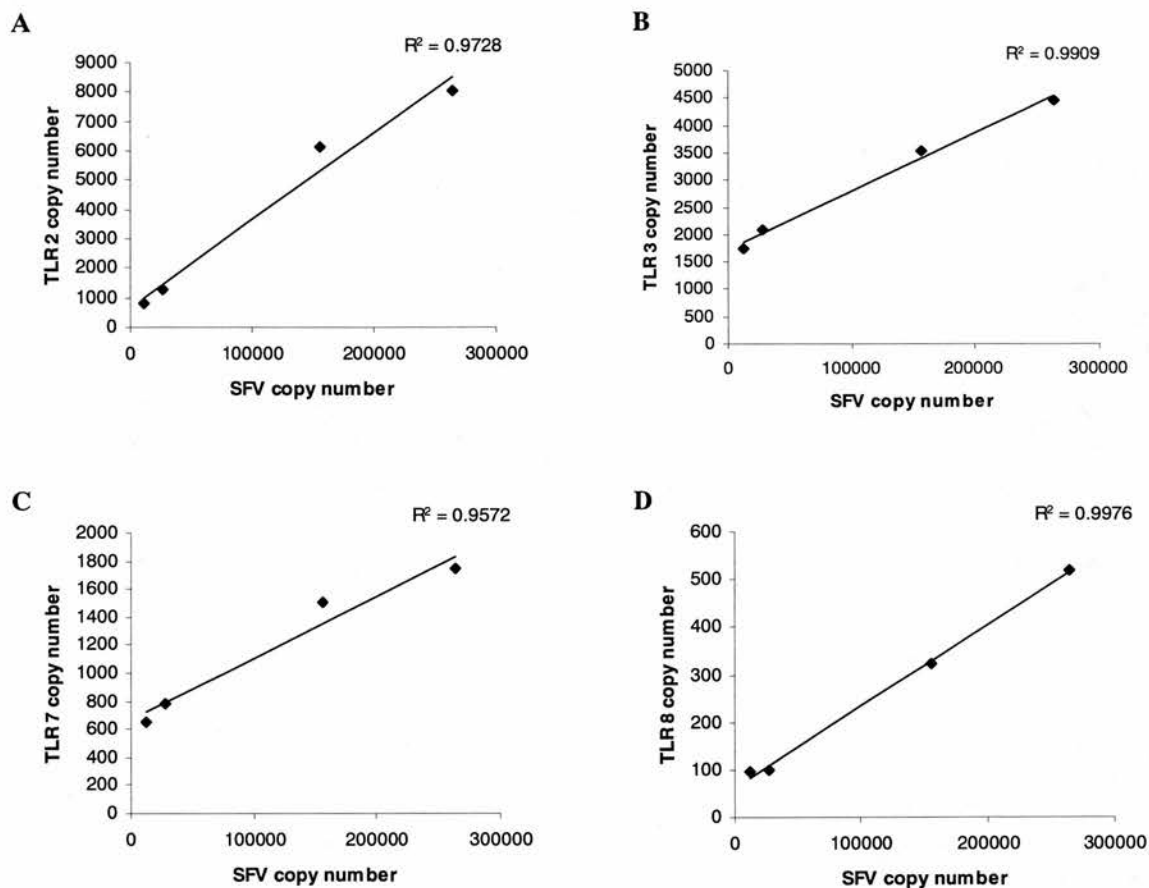 A
R² = 0.9728
TLR 2 copy number
9000
8000
7000
6000
5000
4000
3000
2000
1000
0
0 100000 200000 300000
SFV copy number
B
R² = 0.9909
TLR 3 copy number
5000
4500
4000
3500
3000
2500
2000
1500
1000
500
0
0 100000 200000 300000
SFV copy number
C
R² = 0.9572
TLR 7 copy number
2000
1800
1600
1400
1200
1000
800
600
400
200
0
0 100000 200000 300000
SFV copy number
D
R² = 0.9976
TLR 8 copy number
600
500
400
300
200
100
0
0 100000 200000 300000
SFV copy number